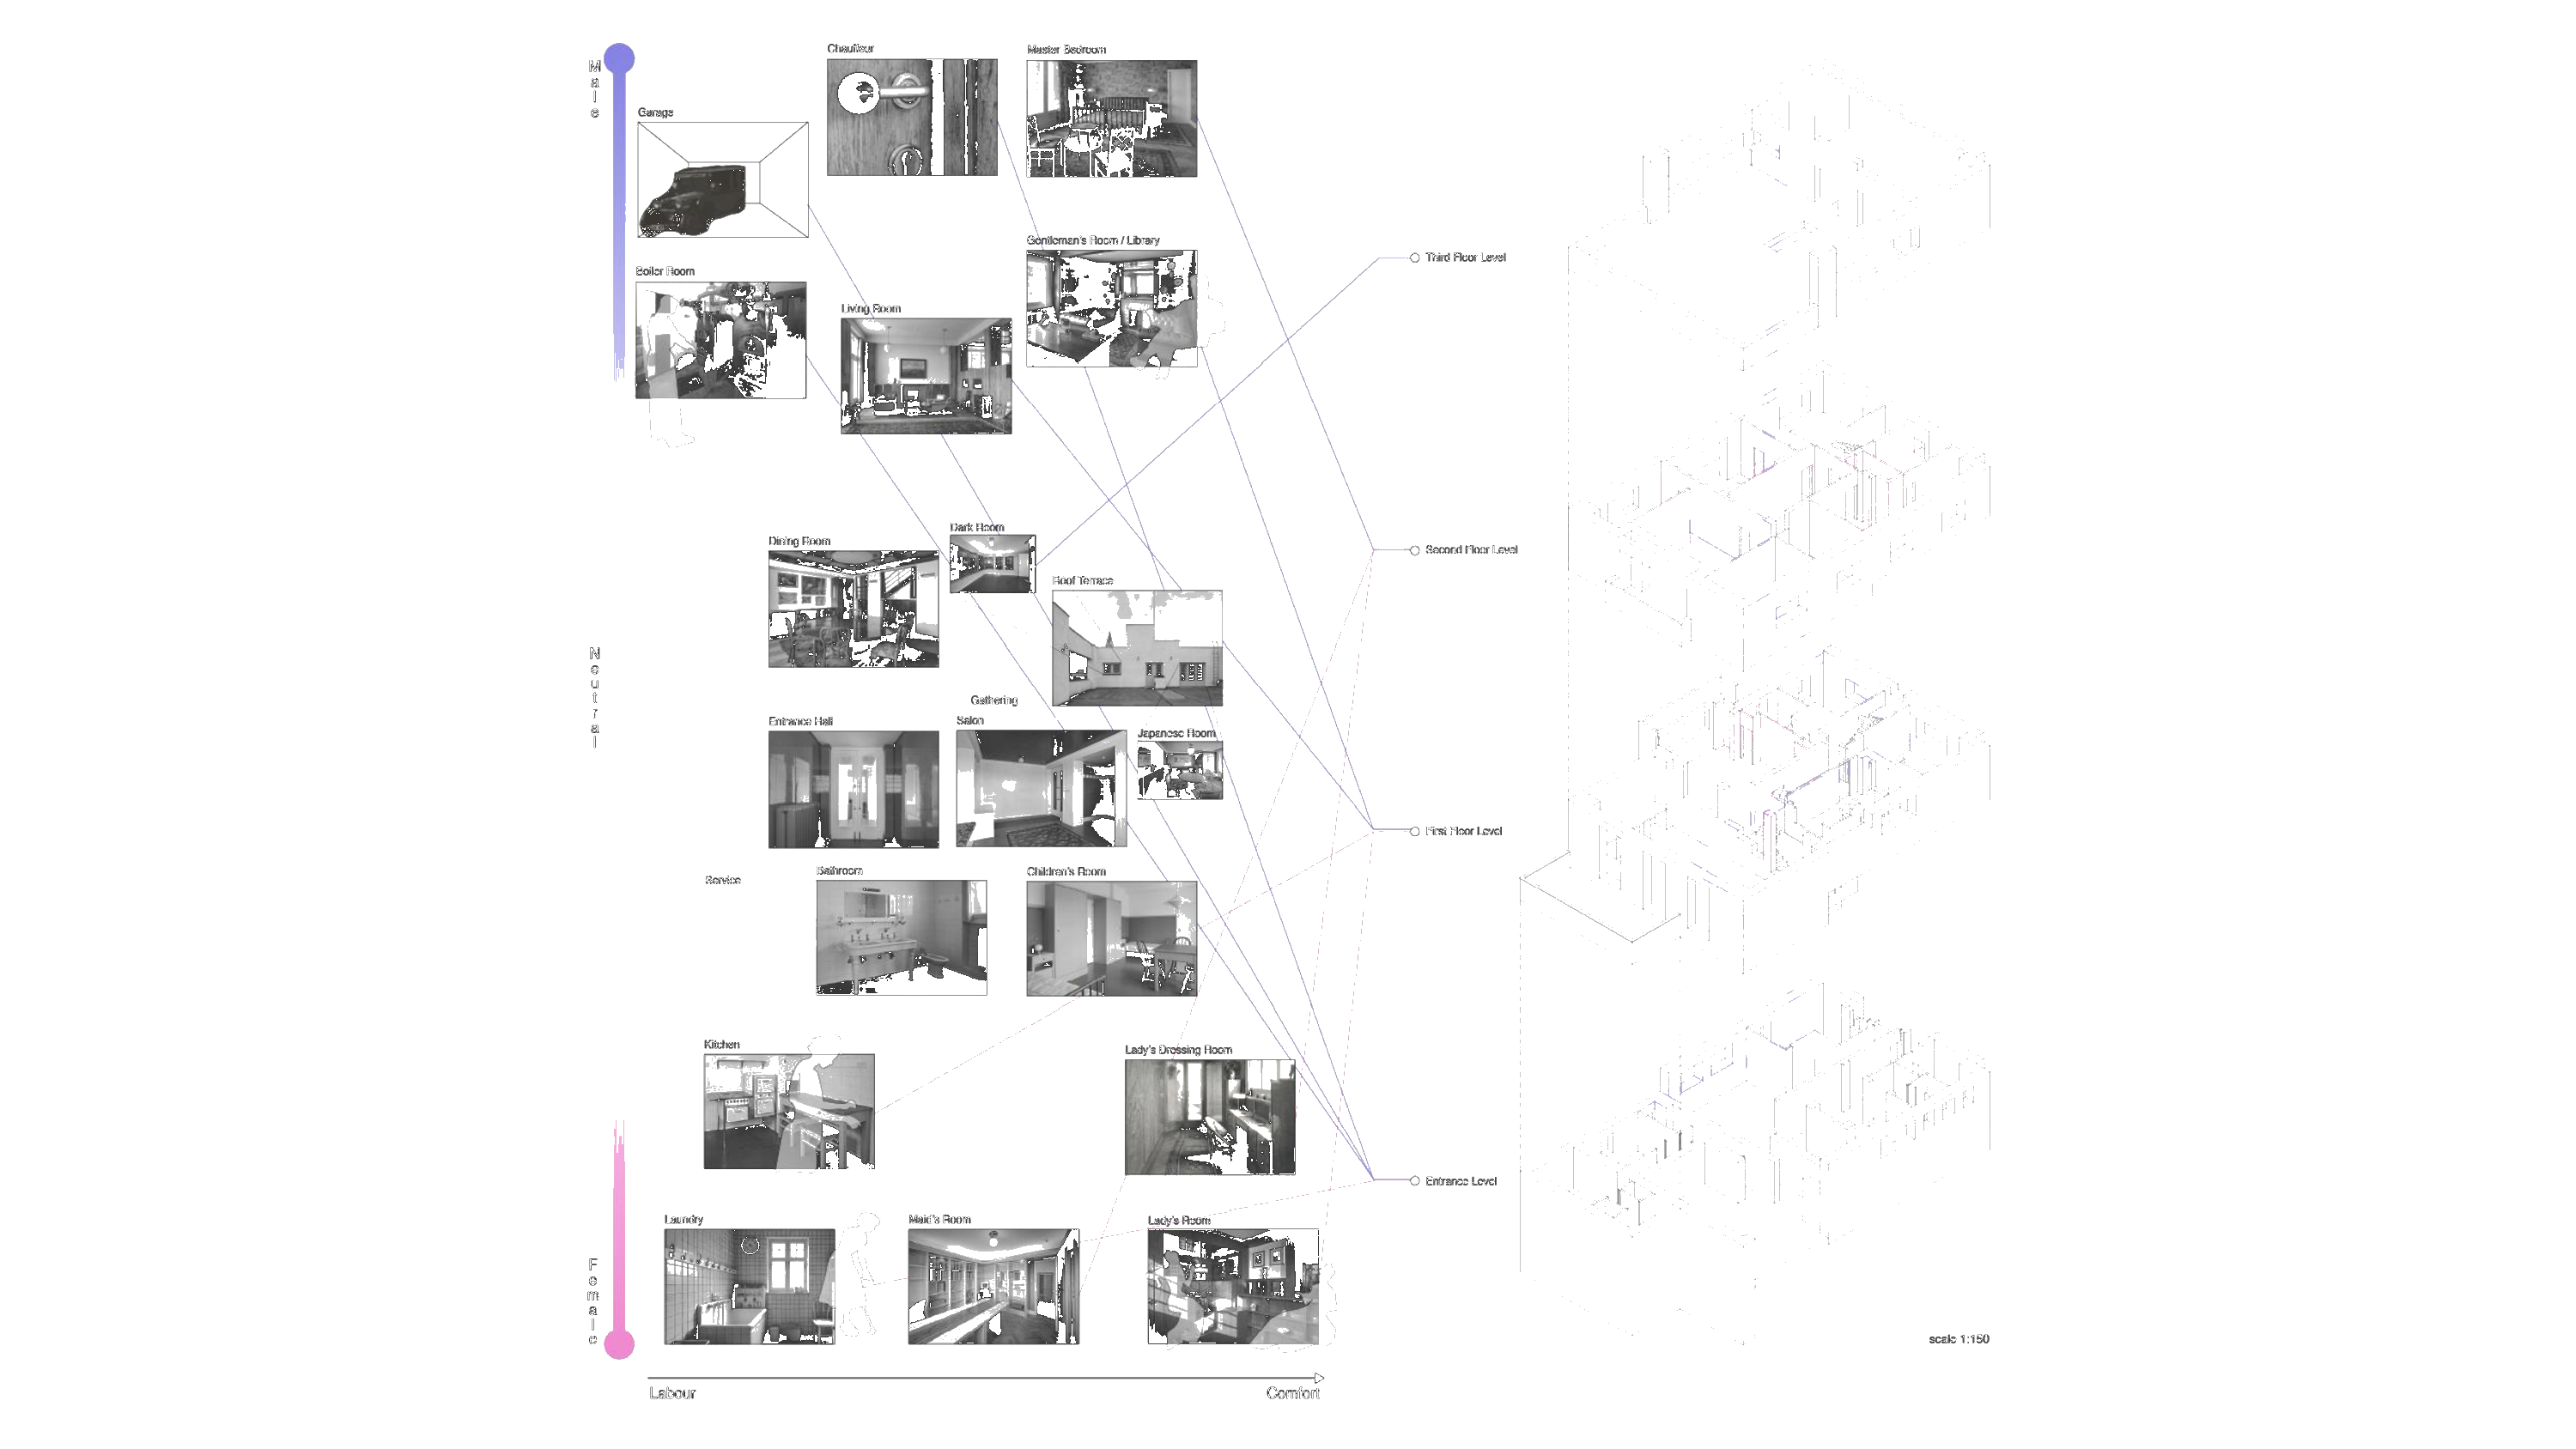 Male
Chauffeur
Master Bedroom
Garage
Gentleman's Room / Library
Third Floor Level
Boiler Room
Living Room
Dark Room
Dining Room
Second Floor Level
Roof Terrace
Neutral
Gathering
Entrance Hall
Salon
Japanese Room
First Floor Level
Service
Bathroom
Children's Room
Kitchen
Lady's Dressing Room
Entrance Level
Laundry
Maid's Room
Lady's Room
Female
scale 1:150
Labour
Comfort